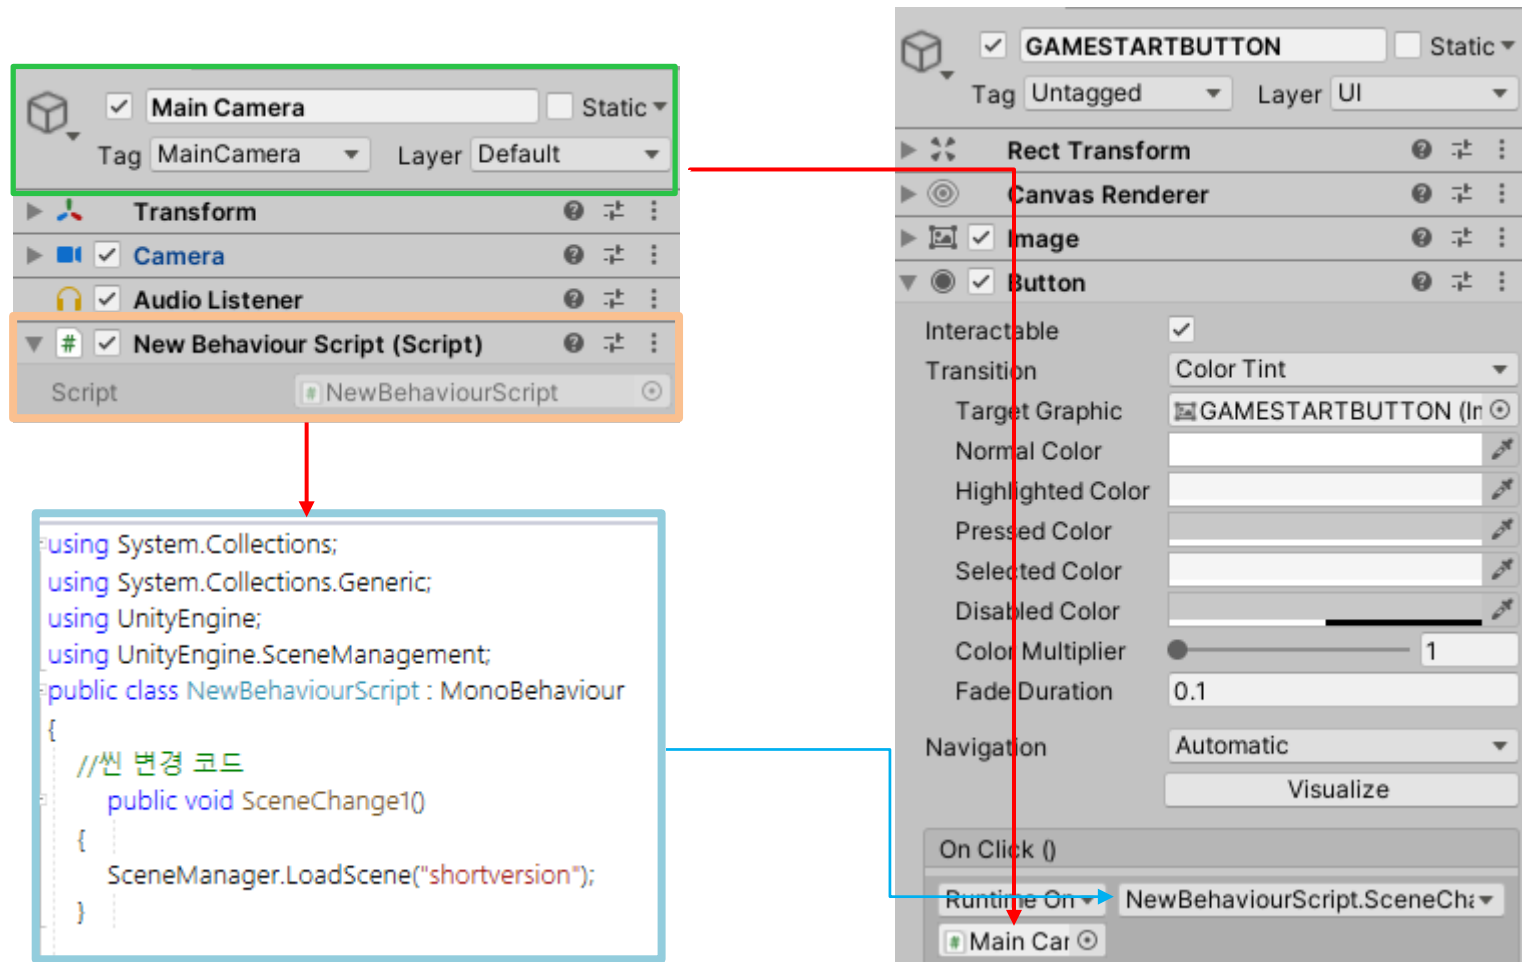 Main Camera Static
Tag MainCamera Layer Default
Transform
Camera
Audio Listener
New Behaviour Script (Script)
Script # NewBehaviourScript
using System.Collections;
using System.Collections.Generic;
using UnityEngine;
using UnityEngine.SceneManagement;
public class NewBehaviourScript : MonoBehaviour
{
//씬 변경 코드
public void SceneChange1()
{
SceneManager.LoadScene("shortversion");
}
GAMESTARTBUTTON Static
Tag Untagged Layer UI
Rect Transform
Canvas Renderer
Image
Button
Interactable
Transition Color Tint
Target Graphic GAMESTARTBUTTON (In
Normal Color
Highlighted Color
Pressed Color
Selected Color
Disabled Color
Color Multiplier 1
Fade Duration 0.1
Navigation Automatic
Visualize
On Click ()
Runtime On NewBehaviourScript.SceneCha
# Main Car